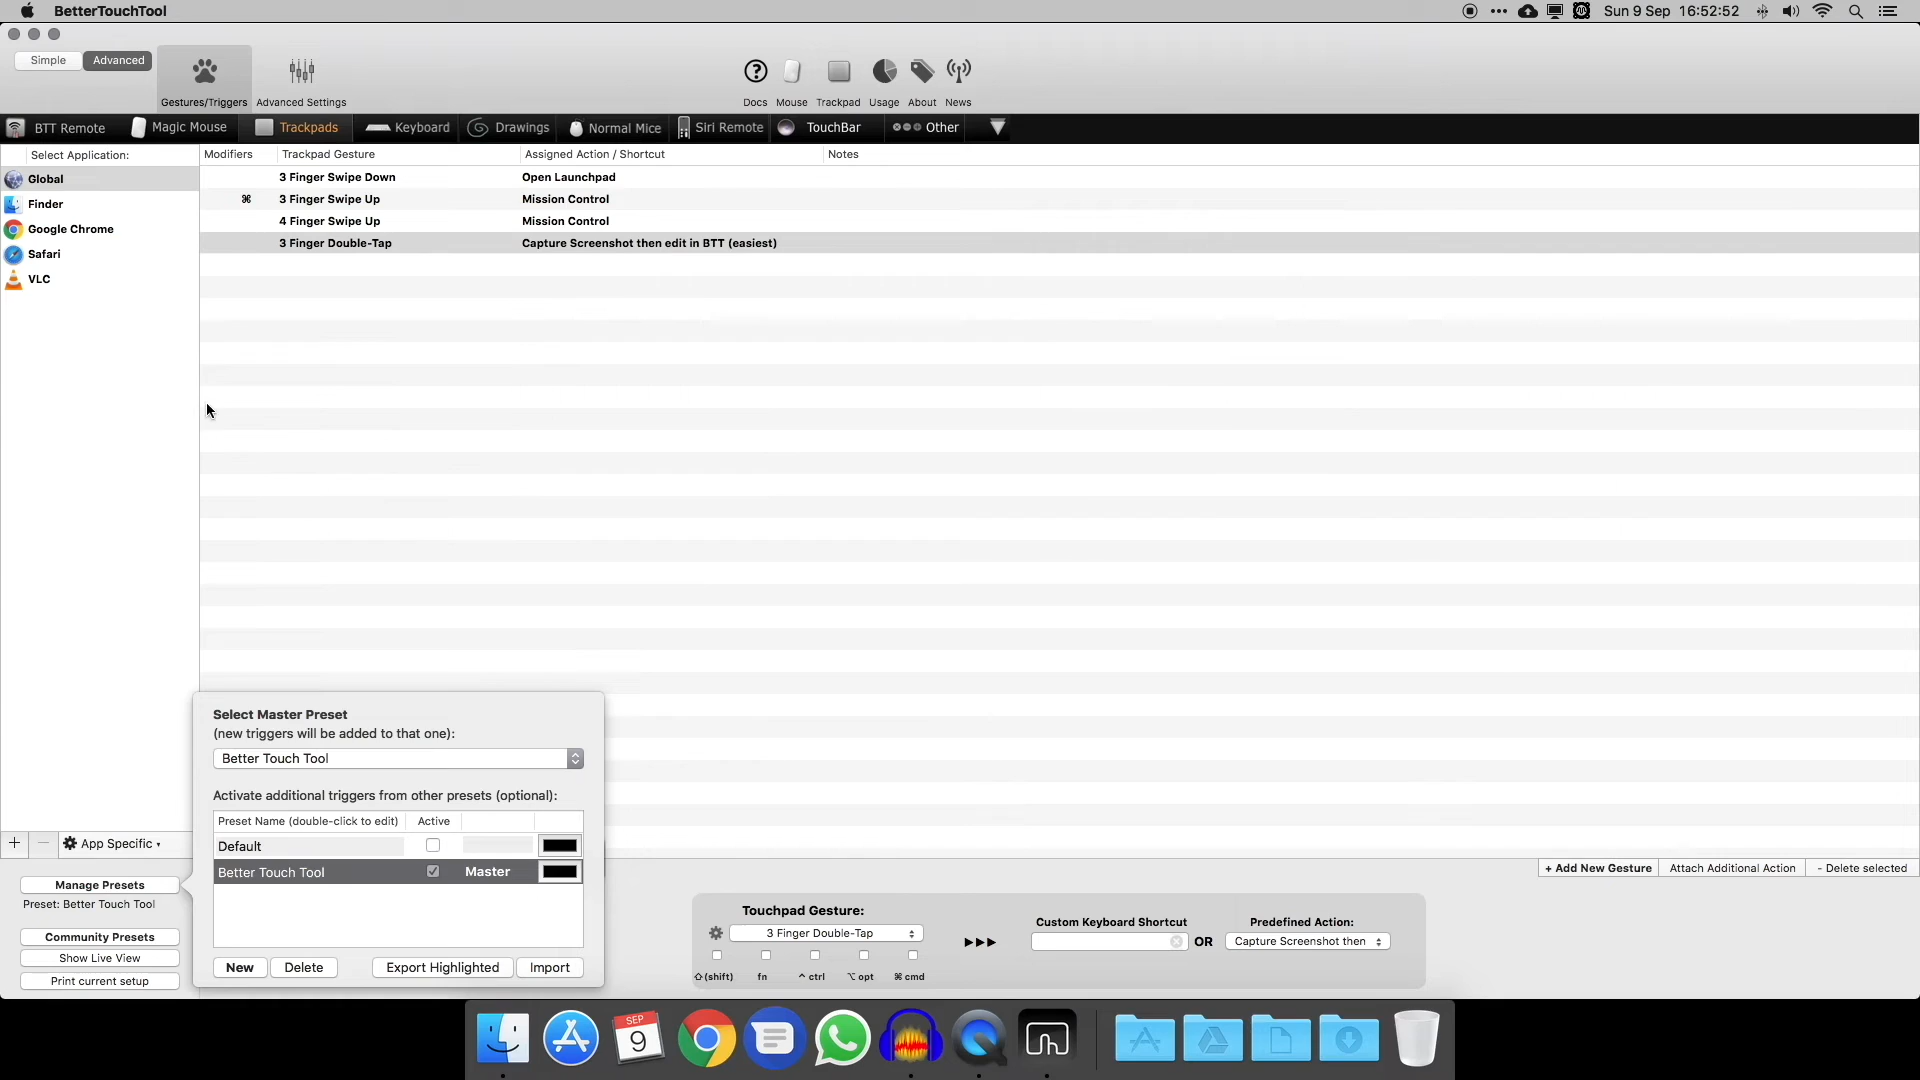 BetterTouchTool
Sun 9 Sep 16:52:52
Simple Advanced
Gestures/Triggers Advanced Settings Docs Mouse Trackpad Usage About News
BTT Remote Magic Mouse Trackpads Keyboard Drawings Normal Mice Siri Remote TouchBar Other
Select Application: Modifiers Trackpad Gesture Assigned Action / Shortcut Notes
Global 3 Finger Swipe Down Open Launchpad
Finder ⌘ 3 Finger Swipe Up Mission Control
Google Chrome 4 Finger Swipe Up Mission Control
Safari 3 Finger Double-Tap Capture Screenshot then edit in BTT (easiest)
VLC
Select Master Preset
(new triggers will be added to that one):
Better Touch Tool
Activate additional triggers from other presets (optional):
Preset Name (double-click to edit) Active
Default
Better Touch Tool Master
New Delete Export Highlighted Import
+ − App Specific
Manage Presets
Preset: Better Touch Tool
Community Presets
Show Live View
Print current setup
+ Add New Gesture Attach Additional Action - Delete selected
Touchpad Gesture:
3 Finger Double-Tap
⇧(shift) fn ^ ctrl ⌥ opt ⌘ cmd
Custom Keyboard Shortcut
OR
Predefined Action:
Capture Screenshot then
SEP
9